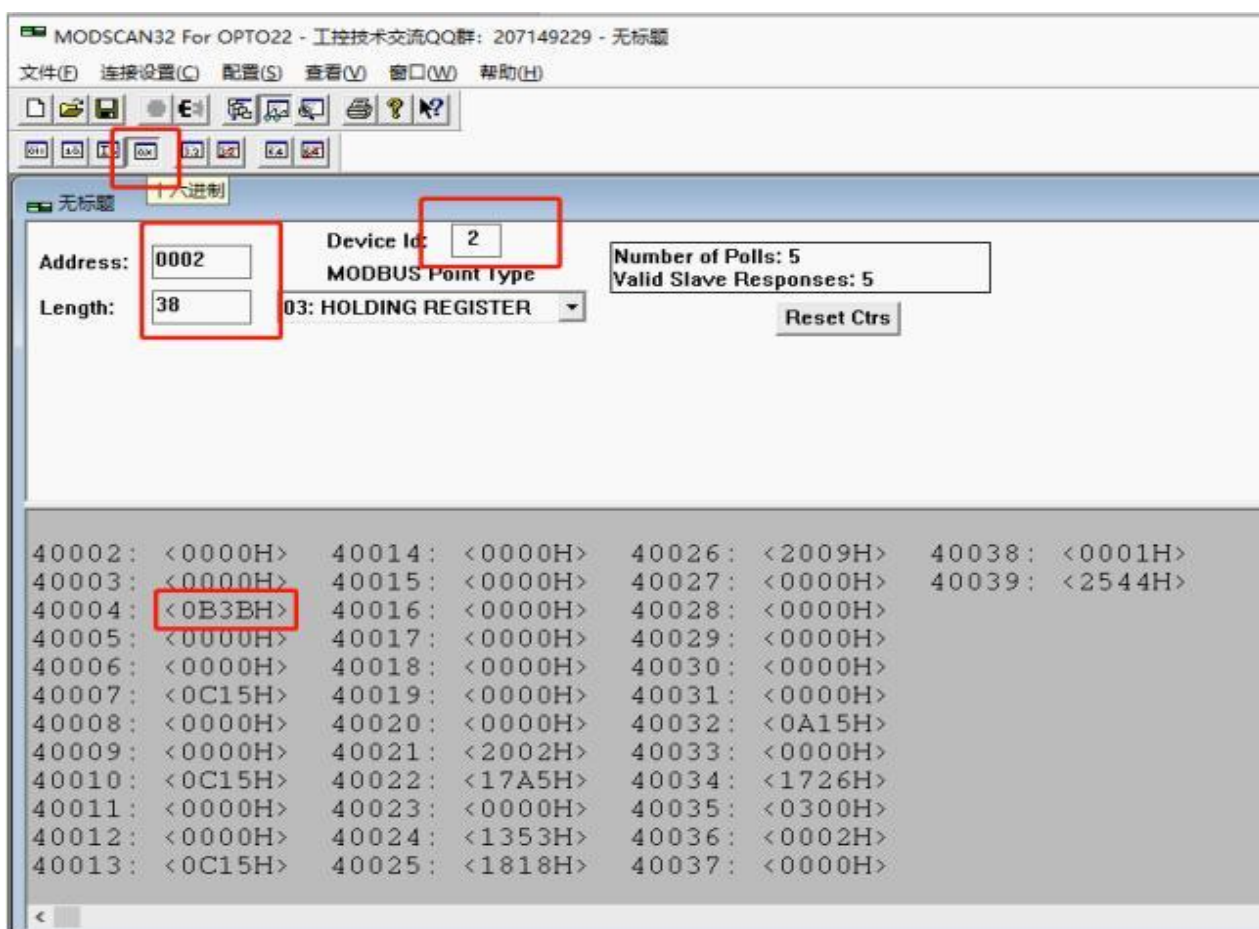 MODSCAN32 For OPTO22 - 工控技术交流QQ群: 207149229 - 无标题
文件(F) 连接设置(C) 配置(S) 查看(V) 窗口(W) 帮助(H)
十六进制
无标题
Address: 0002
Device Id: 2
MODBUS Point Type
Number of Polls: 5
Valid Slave Responses: 5
Length: 38
03: HOLDING REGISTER
Reset Ctrs
40002: <0000H> 40014: <0000H> 40026: <2009H> 40038: <0001H>
40003: <0000H> 40015: <0000H> 40027: <0000H> 40039: <2544H>
40004: <0B3BH> 40016: <0000H> 40028: <0000H>
40005: <0000H> 40017: <0000H> 40029: <0000H>
40006: <0000H> 40018: <0000H> 40030: <0000H>
40007: <0C15H> 40019: <0000H> 40031: <0000H>
40008: <0000H> 40020: <0000H> 40032: <0A15H>
40009: <0000H> 40021: <2002H> 40033: <0000H>
40010: <0C15H> 40022: <17A5H> 40034: <1726H>
40011: <0000H> 40023: <0000H> 40035: <0300H>
40012: <0000H> 40024: <1353H> 40036: <0002H>
40013: <0C15H> 40025: <1818H> 40037: <0000H>